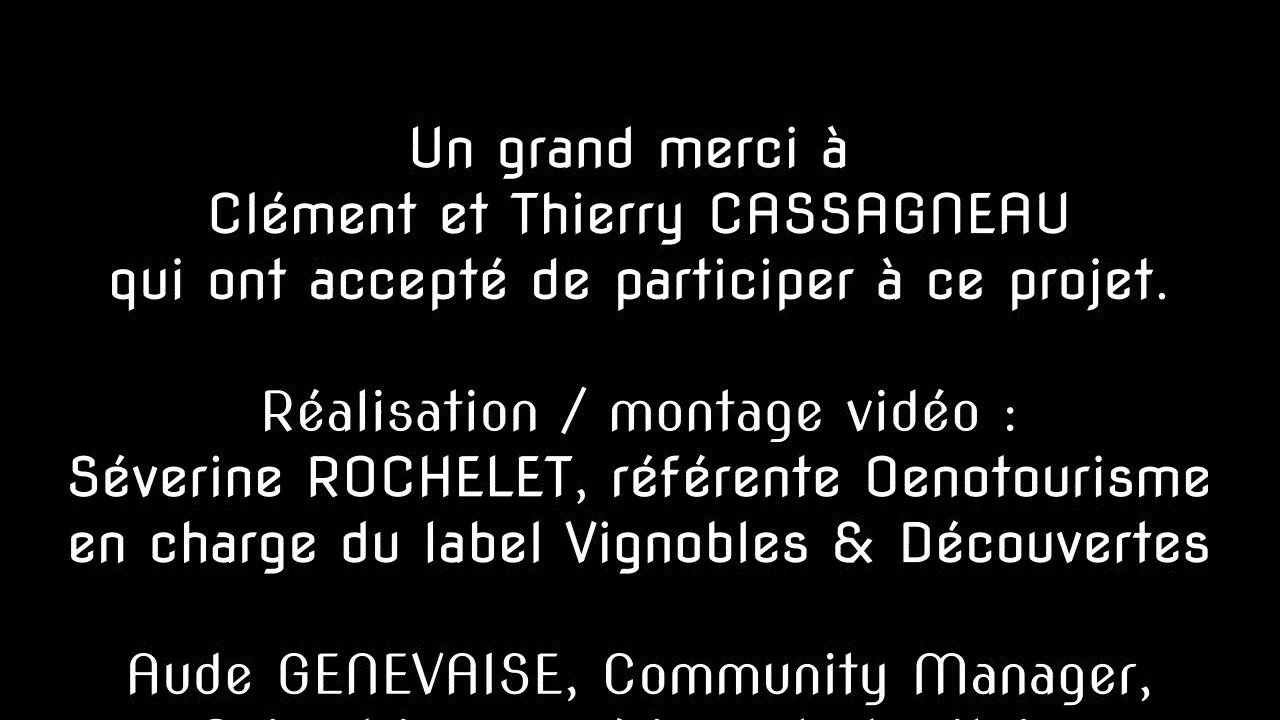 Un grand merci à
Clément et Thierry CASSAGNEAU
qui ont accepté de participer à ce projet.
Réalisation / montage vidéo :
Séverine ROCHELET, référente Oenotourisme
en charge du label Vignobles & Découvertes
Aude GENEVAISE, Community Manager,